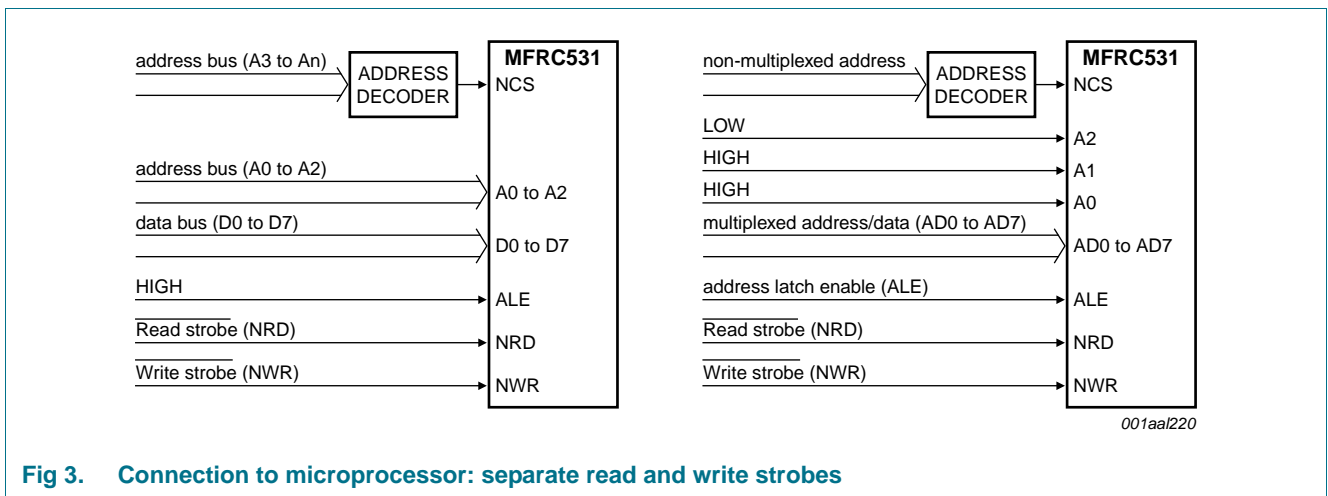 address bus (A3 to An)
ADDRESS
DECODER
MFRC531
NCS
address bus (A0 to A2)
A0 to A2
data bus (D0 to D7)
D0 to D7
HIGH
ALE
Read strobe (NRD)
NRD
Write strobe (NWR)
NWR
non-multiplexed address
ADDRESS
DECODER
MFRC531
NCS
LOW
A2
HIGH
A1
HIGH
A0
multiplexed address/data (AD0 to AD7)
AD0 to AD7
address latch enable (ALE)
ALE
Read strobe (NRD)
NRD
Write strobe (NWR)
NWR
001aal220
Fig 3. Connection to microprocessor: separate read and write strobes